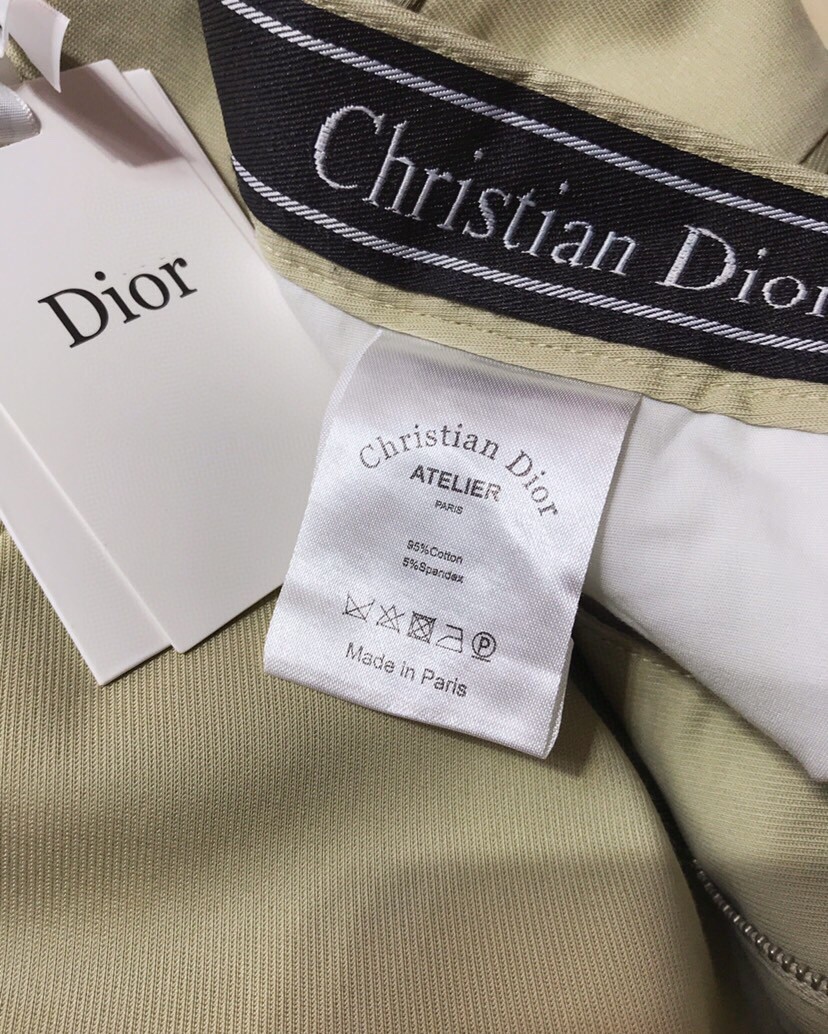 Christian Dior
Dior
Christian Dior
ATELIER
PARIS
95%Cotton
5%Spandex
P
Made in Paris